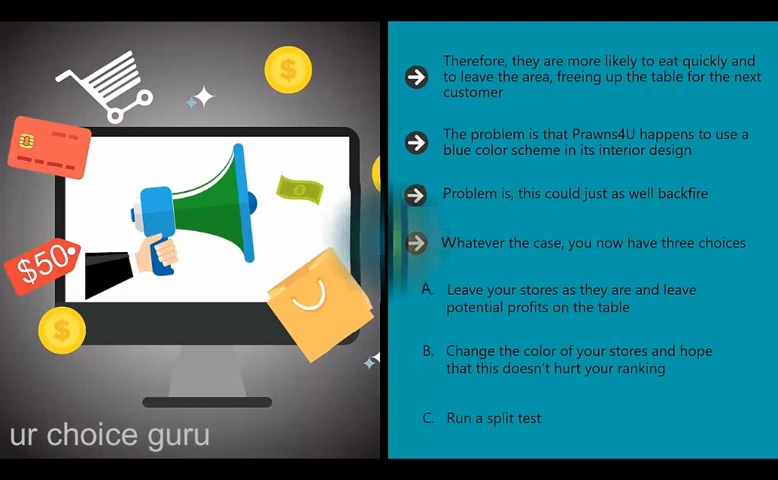 Therefore, they are more likely to eat quickly and
to leave the area, freeing up the table for the next
customer
The problem is that Prawns4U happens to use a
blue color scheme in its interior design
Problem is, this could just as well backfire
Whatever the case, you now have three choices
A. Leave your stores as they are and leave
potential profits on the table
B. Change the color of your stores and hope
that this doesn't hurt your ranking
C. Run a split test
$
$50
$
$
ur choice guru